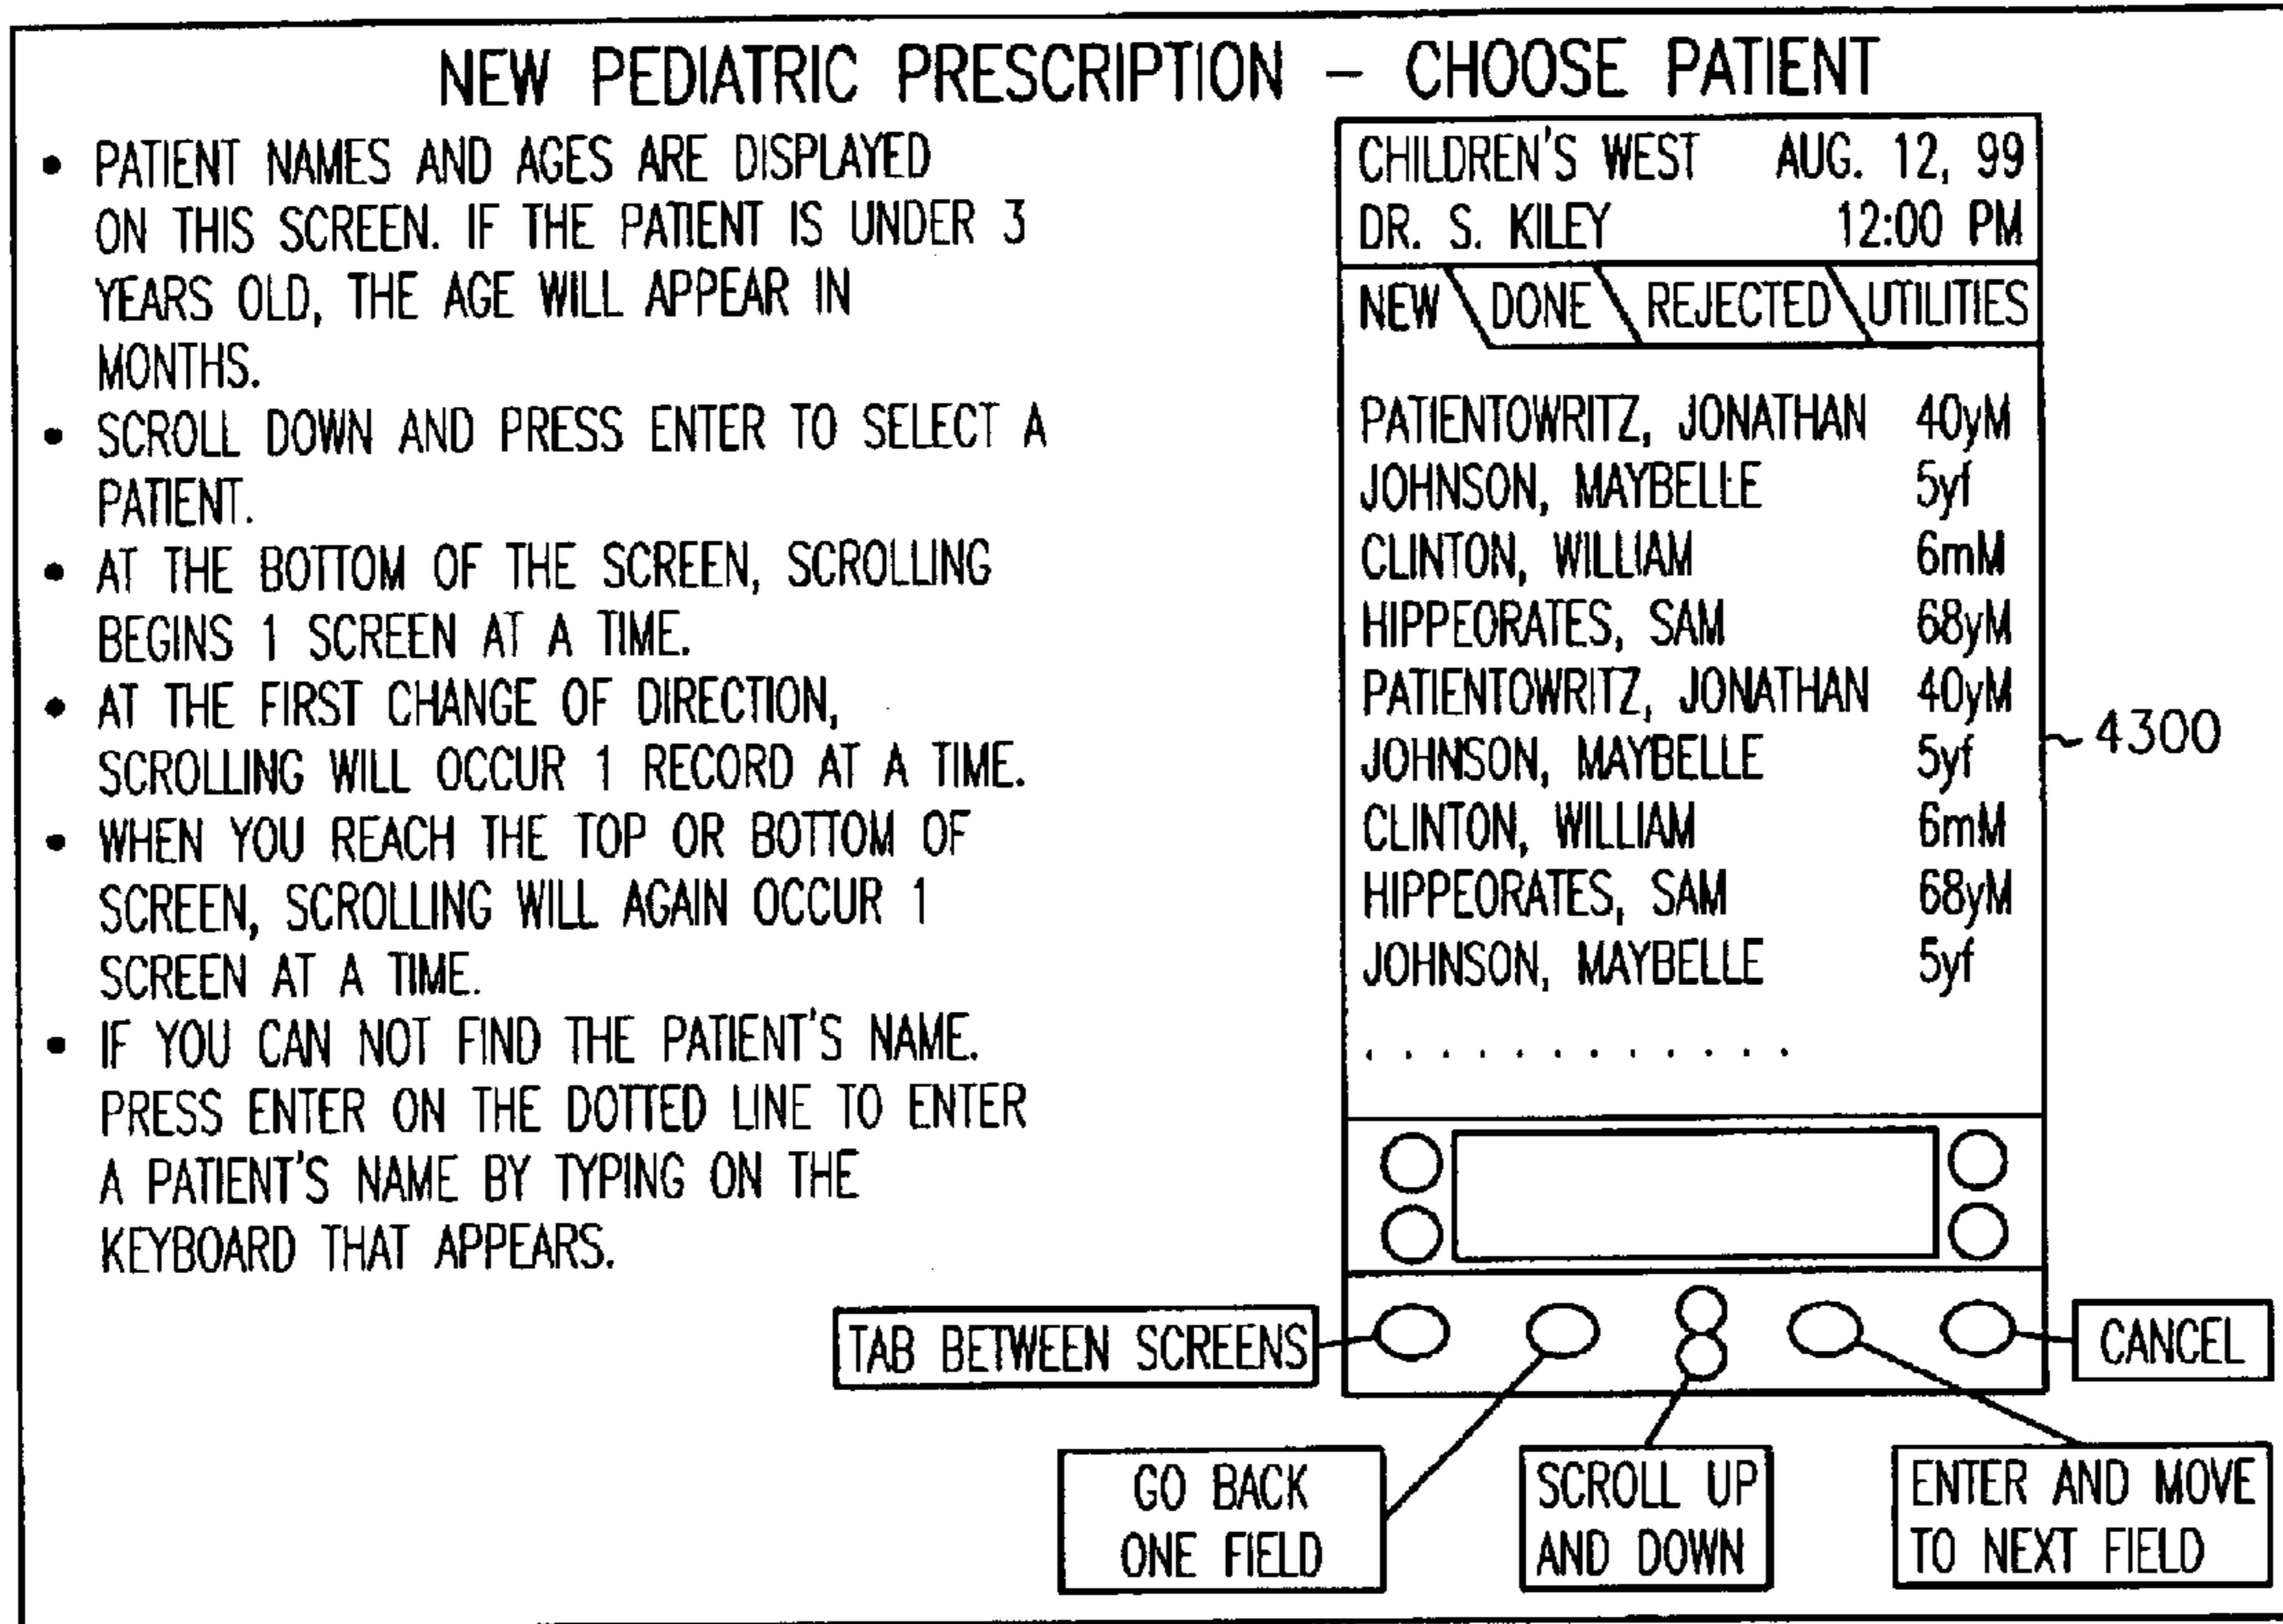 NEW PEDIATRIC PRESCRIPTION – CHOOSE PATIENT
• PATIENT NAMES AND AGES ARE DISPLAYED
ON THIS SCREEN. IF THE PATIENT IS UNDER 3
YEARS OLD, THE AGE WILL APPEAR IN
MONTHS.
• SCROLL DOWN AND PRESS ENTER TO SELECT A
PATIENT.
• AT THE BOTTOM OF THE SCREEN, SCROLLING
BEGINS 1 SCREEN AT A TIME.
• AT THE FIRST CHANGE OF DIRECTION,
SCROLLING WILL OCCUR 1 RECORD AT A TIME.
• WHEN YOU REACH THE TOP OR BOTTOM OF
SCREEN, SCROLLING WILL AGAIN OCCUR 1
SCREEN AT A TIME.
• IF YOU CAN NOT FIND THE PATIENT'S NAME.
PRESS ENTER ON THE DOTTED LINE TO ENTER
A PATIENT'S NAME BY TYPING ON THE
KEYBOARD THAT APPEARS.
CHILDREN'S WEST AUG. 12, 99
DR. S. KILEY 12:00 PM
NEW DONE REJECTED UTILITIES
PATIENTOWRITZ, JONATHAN 40yM
JOHNSON, MAYBELLE 5yf
CLINTON, WILLIAM 6mM
HIPPEORATES, SAM 68yM
PATIENTOWRITZ, JONATHAN 40yM
JOHNSON, MAYBELLE 5yf
CLINTON, WILLIAM 6mM
HIPPEORATES, SAM 68yM
JOHNSON, MAYBELLE 5yf
. . . . . . . . . . . .
4300
TAB BETWEEN SCREENS
CANCEL
GO BACK
ONE FIELD
SCROLL UP
AND DOWN
ENTER AND MOVE
TO NEXT FIELD